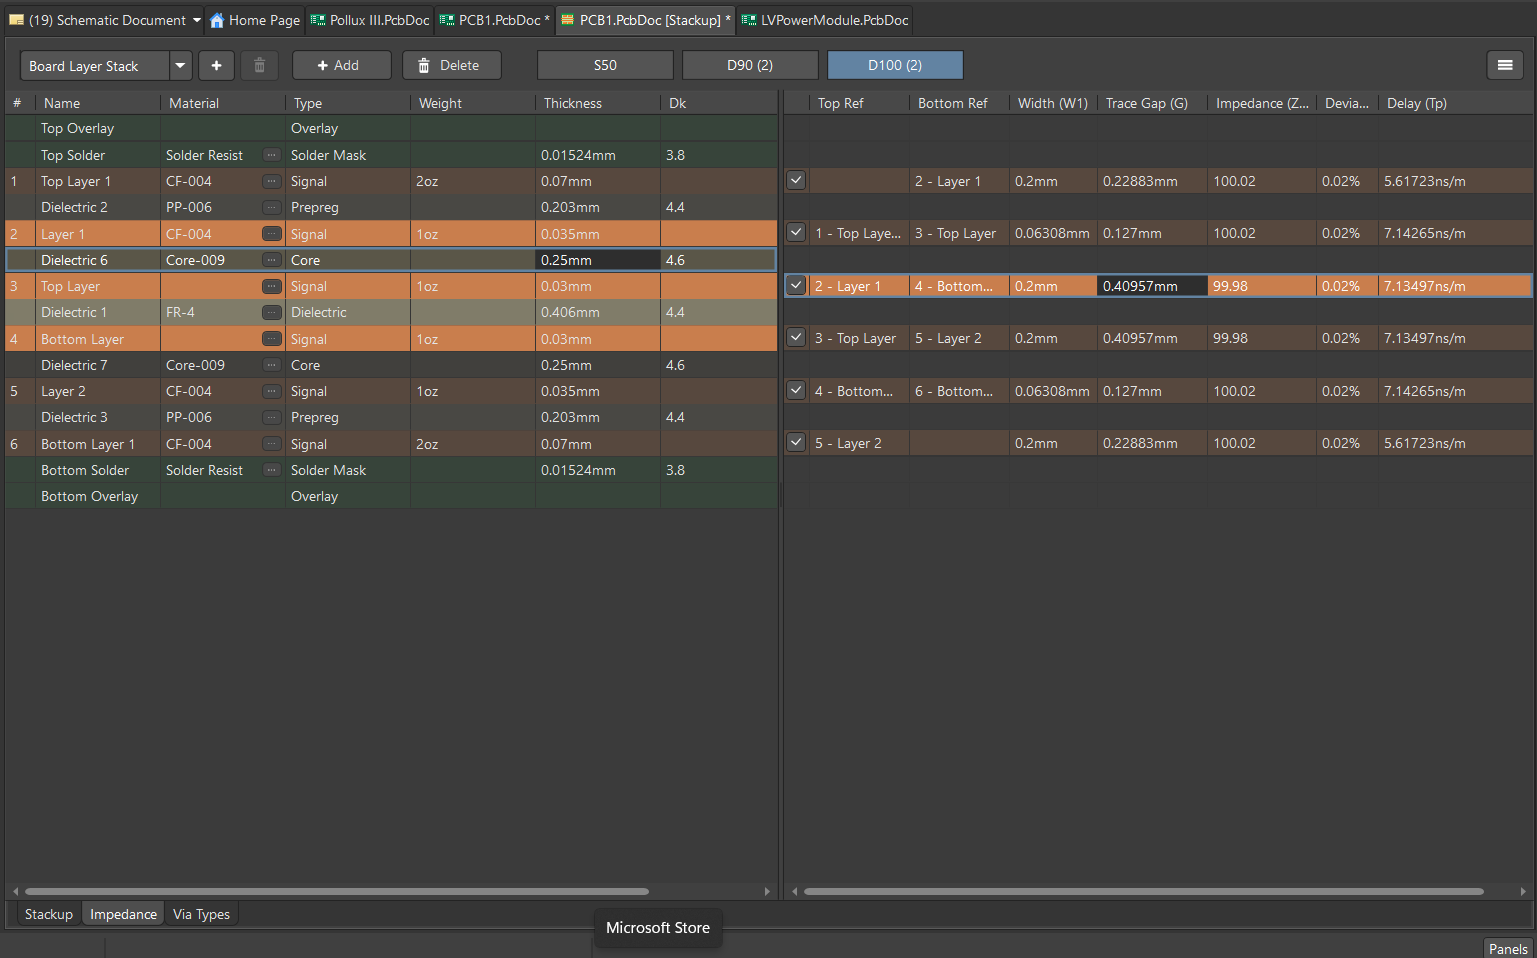 (19) Schematic Document Home Page Pollux III.PcbDoc PCB1.PcbDoc * PCB1.PcbDoc [Stackup] * LVPowerModule.PcbDoc
Board Layer Stack + + Add Delete S50 D90 (2) D100 (2)
# Name Material Type Weight Thickness Dk Top Ref Bottom Ref Width (W1) Trace Gap (G) Impedance (Z... Devia... Delay (Tp)
Top Overlay Overlay
Top Solder Solder Resist ... Solder Mask 0.01524mm 3.8
1 Top Layer 1 CF-004 ... Signal 2oz 0.07mm 2 - Layer 1 0.2mm 0.22883mm 100.02 0.02% 5.61723ns/m
Dielectric 2 PP-006 ... Prepreg 0.203mm 4.4
2 Layer 1 CF-004 ... Signal 1oz 0.035mm 1 - Top Laye... 3 - Top Layer 0.06308mm 0.127mm 100.02 0.02% 7.14265ns/m
Dielectric 6 Core-009 ... Core 0.25mm 4.6
3 Top Layer ... Signal 1oz 0.03mm 2 - Layer 1 4 - Bottom... 0.2mm 0.40957mm 99.98 0.02% 7.13497ns/m
Dielectric 1 FR-4 ... Dielectric 0.406mm 4.4
4 Bottom Layer ... Signal 1oz 0.03mm 3 - Top Layer 5 - Layer 2 0.2mm 0.40957mm 99.98 0.02% 7.13497ns/m
Dielectric 7 Core-009 ... Core 0.25mm 4.6
5 Layer 2 CF-004 ... Signal 1oz 0.035mm 4 - Bottom... 6 - Bottom... 0.06308mm 0.127mm 100.02 0.02% 7.14265ns/m
Dielectric 3 PP-006 ... Prepreg 0.203mm 4.4
6 Bottom Layer 1 CF-004 ... Signal 2oz 0.07mm 5 - Layer 2 0.2mm 0.22883mm 100.02 0.02% 5.61723ns/m
Bottom Solder Solder Resist ... Solder Mask 0.01524mm 3.8
Bottom Overlay Overlay
Stackup Impedance Via Types
Microsoft Store
Panels